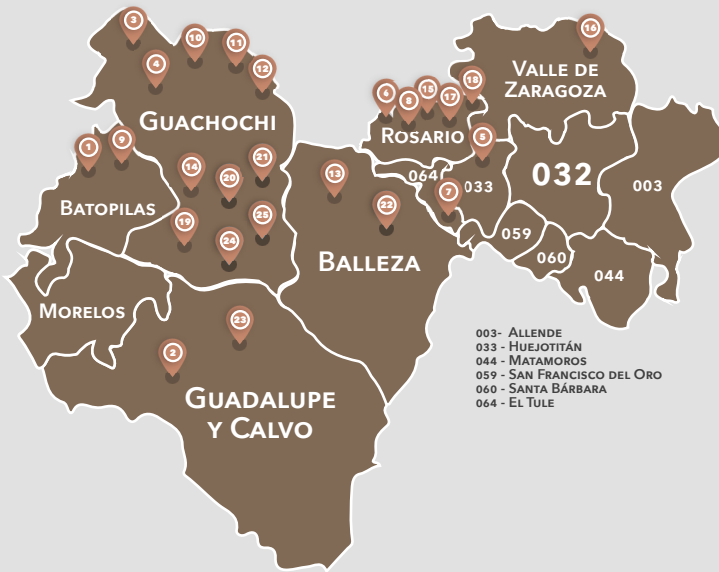 3
10
11
16
4
12
Valle de
Zaragoza
6
8
15
17
18
Guachochi
Rosario
5
1
9
14
20
21
13
064
033
032
003
7
Batopilas
19
24
25
22
059
060
044
Balleza
Morelos
23
2
003- Allende
033 - Huejotitán
044 - Matamoros
059 - San Francisco del Oro
060 - Santa Bárbara
064 - El Tule
Guadalupe
y Calvo